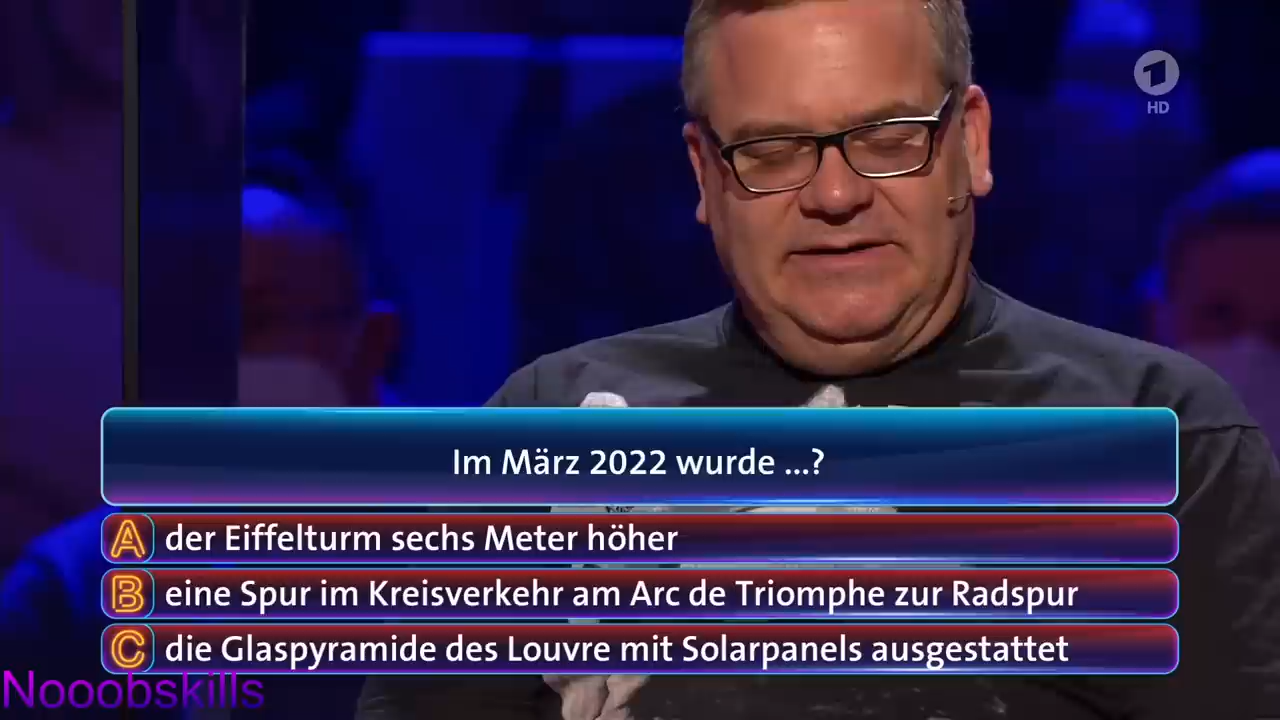 1
HD
Im März 2022 wurde ...?
A der Eiffelturm sechs Meter höher
B eine Spur im Kreisverkehr am Arc de Triomphe zur Radspur
C die Glaspyramide des Louvre mit Solarpanels ausgestattet
Nooobskills